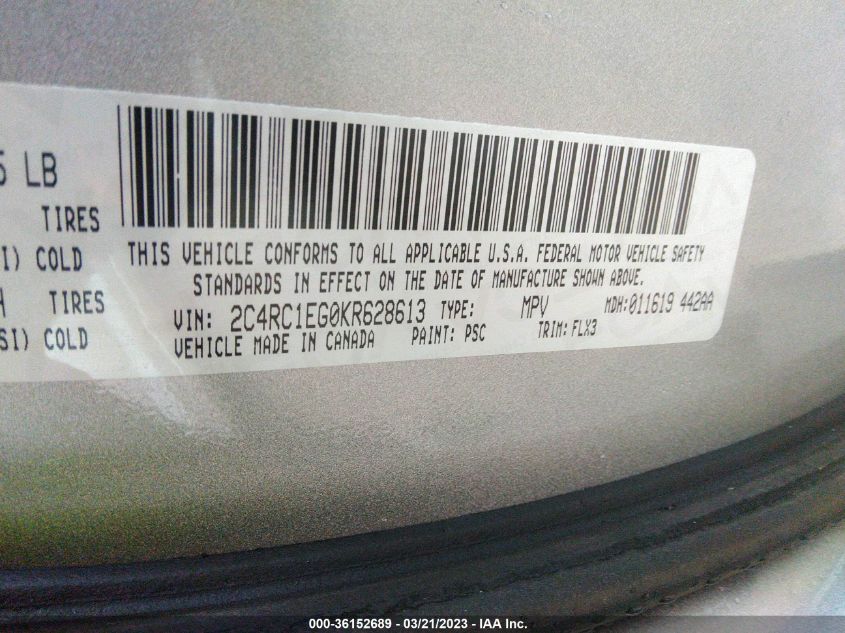 5 LB
TIRES
I) COLD
TIRES
SI) COLD
THIS VEHICLE CONFORMS TO ALL APPLICABLE U.S.A. FEDERAL MOTOR VEHICLE SAFETY
STANDARDS IN EFFECT ON THE DATE OF MANUFACTURE SHOWN ABOVE.
VIN: 2C4RC1EG0KR628613 TYPE: MPV MDH:011619 442AA
VEHICLE MADE IN CANADA PAINT: PSC TRIM: FLX3
000-36152689 - 03/21/2023 - IAA Inc.